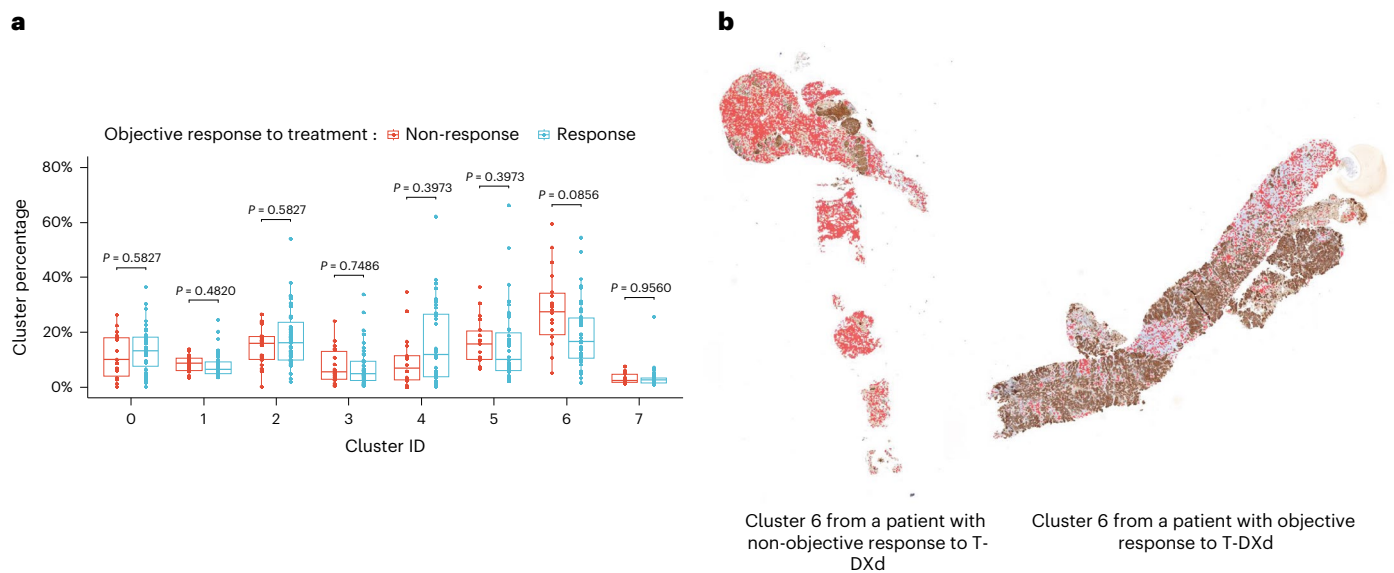 a
b
Objective response to treatment : Non-response Response
80%
60%
40%
20%
0%
Cluster percentage
P = 0.5827
P = 0.4820
P = 0.5827
P = 0.7486
P = 0.3973
P = 0.3973
P = 0.0856
P = 0.9560
0 1 2 3 4 5 6 7
Cluster ID
Cluster 6 from a patient with
non-objective response to T-
DXd
Cluster 6 from a patient with objective
response to T-DXd